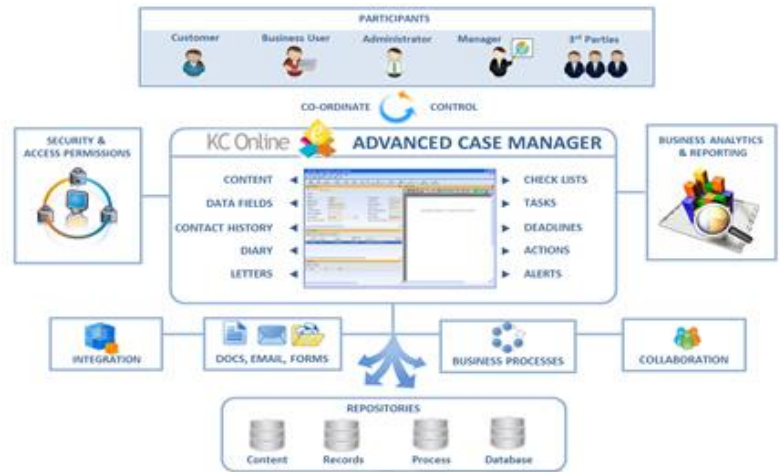 PARTICIPANTS
Customer
Business User
Administrator
Manager
3rd Parties
CO-ORDINATE
CONTROL
SECURITY &
ACCESS PERMISSIONS
KC Online
ADVANCED CASE MANAGER
BUSINESS ANALYTICS
& REPORTING
CONTENT
DATA FIELDS
CONTACT HISTORY
DIARY
LETTERS
CHECK LISTS
TASKS
DEADLINES
ACTIONS
ALERTS
INTEGRATION
DOCS, EMAIL, FORMS
BUSINESS PROCESSES
COLLABORATION
REPOSITORIES
Content
Records
Process
Database